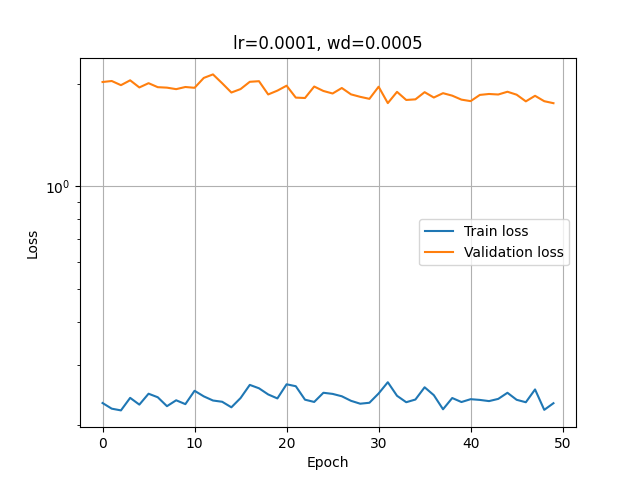 lr=0.0001, wd=0.0005
Loss
10⁰
Train loss
Validation loss
0 10 20 30 40 50
Epoch